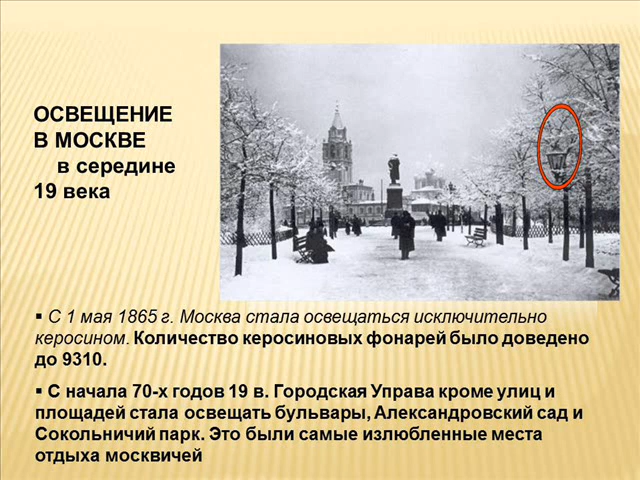 ОСВЕЩЕНИЕ
В МОСКВЕ
в середине
19 века
▪ С 1 мая 1865 г. Москва стала освещаться исключительно
керосином. Количество керосиновых фонарей было доведено
до 9310.
▪ С начала 70-х годов 19 в. Городская Управа кроме улиц и
площадей стала освещать бульвары, Александровский сад и
Сокольничий парк. Это были самые излюбленные места
отдыха москвичей